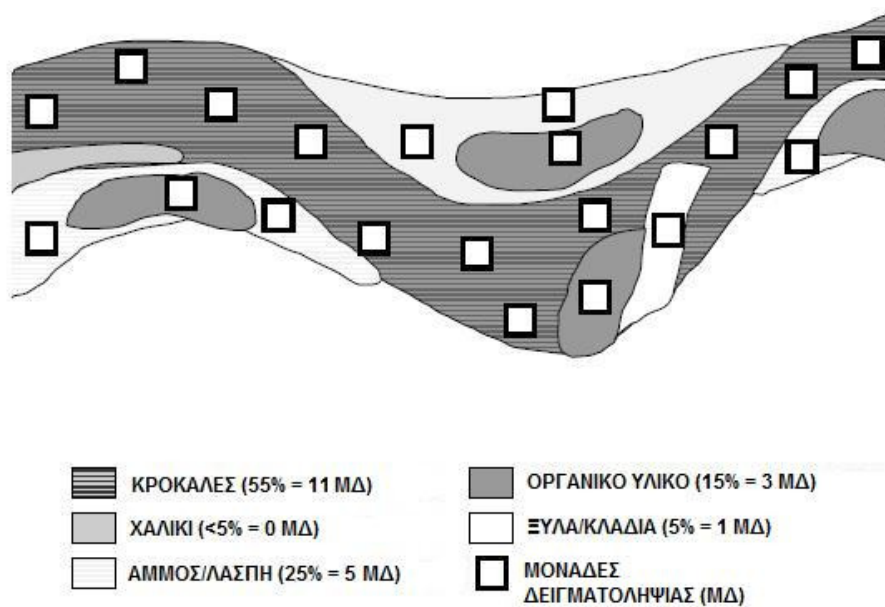 ΚΡΟΚΑΛΕΣ (55% = 11 ΜΔ)
ΧΑΛΙΚΙ (<5% = 0 ΜΔ)
ΑΜΜΟΣ/ΛΑΣΠΗ (25% = 5 ΜΔ)
ΟΡΓΑΝΙΚΟ ΥΛΙΚΟ (15% = 3 ΜΔ)
ΞΥΛΑ/ΚΛΑΔΙΑ (5% = 1 ΜΔ)
ΜΟΝΑΔΕΣ
ΔΕΙΓΜΑΤΟΛΗΨΙΑΣ (ΜΔ)